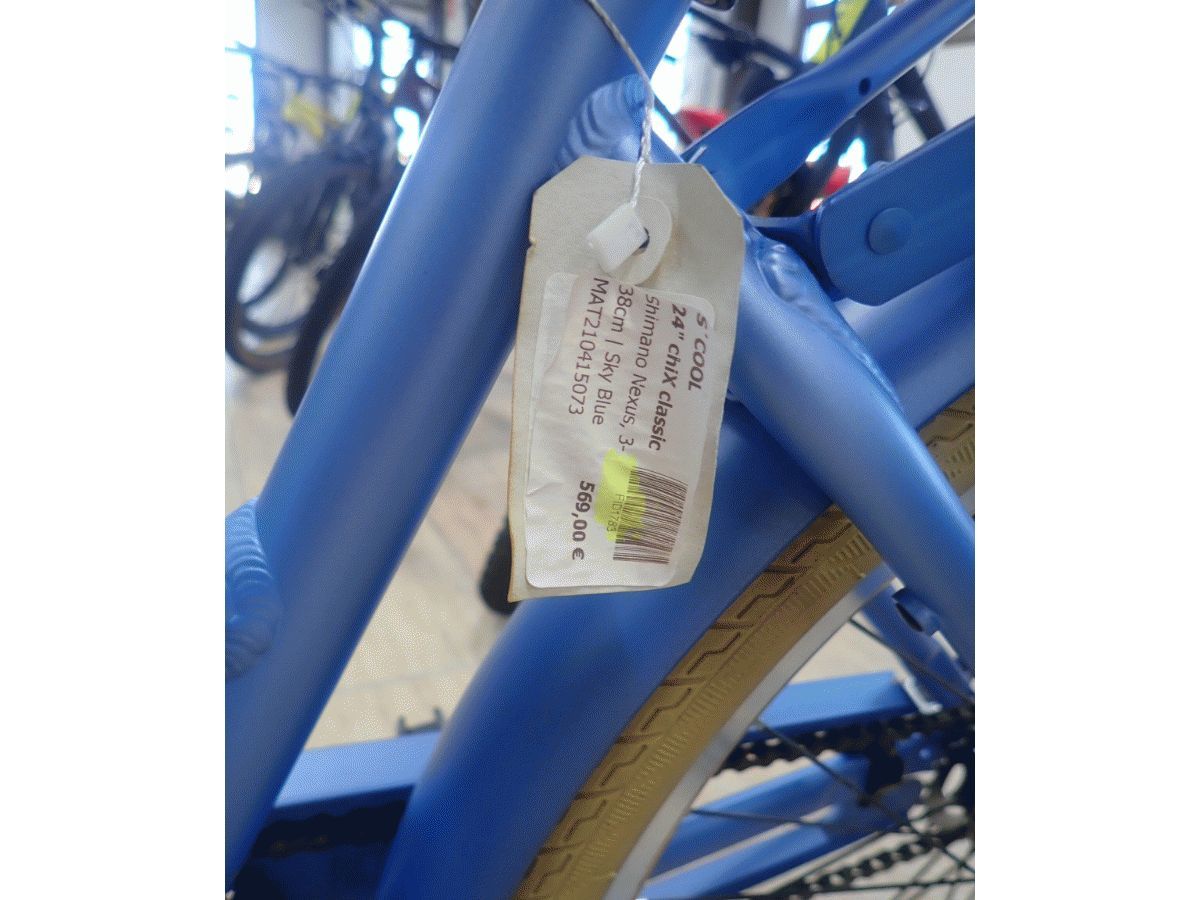 S´COOL
24" chiX classic
Shimano Nexus, 3-
38cm | Sky Blue
MAT210415073
569,00 €